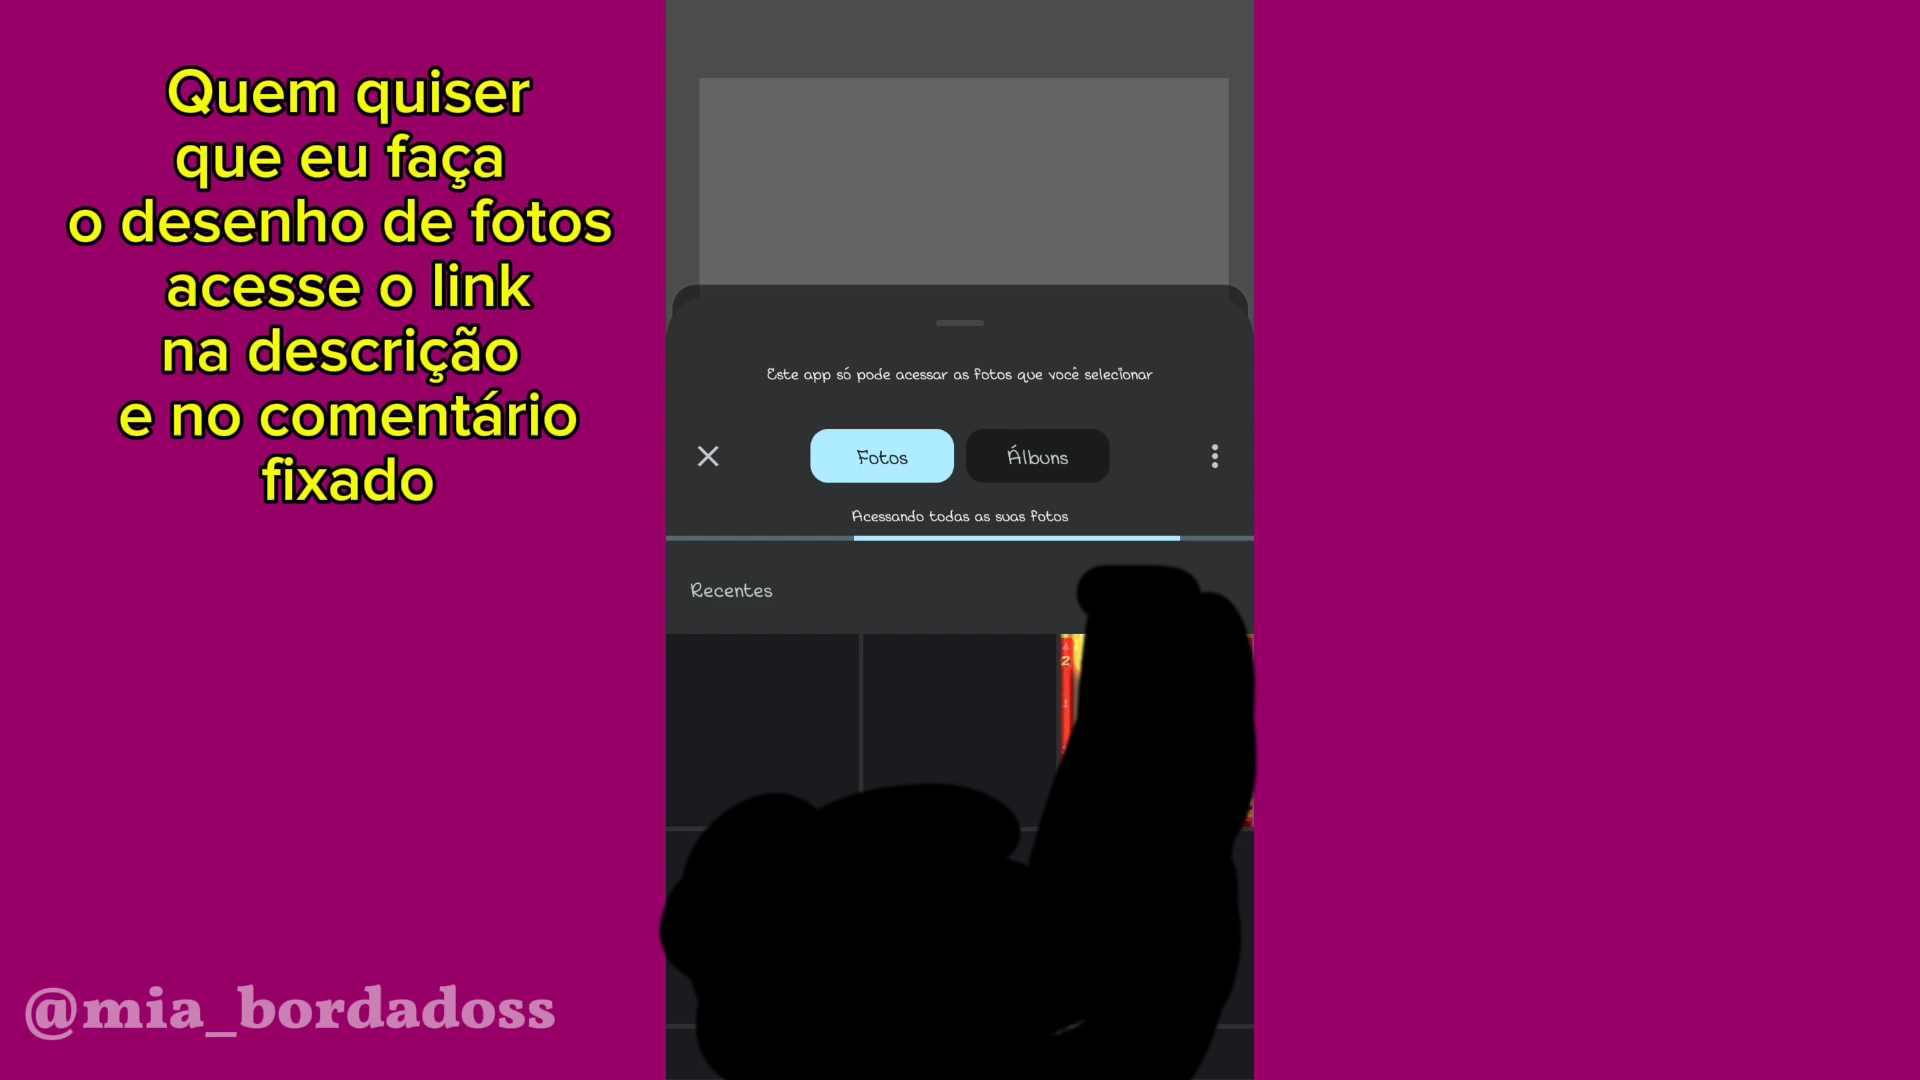 Quem quiser
que eu faça
o desenho de fotos
acesse o link
na descrição
e no comentário
fixado
Este app só pode acessar as fotos que você selecionar
Fotos
Álbuns
Acessando todas as suas fotos
Recentes
2
@mia_bordadoss